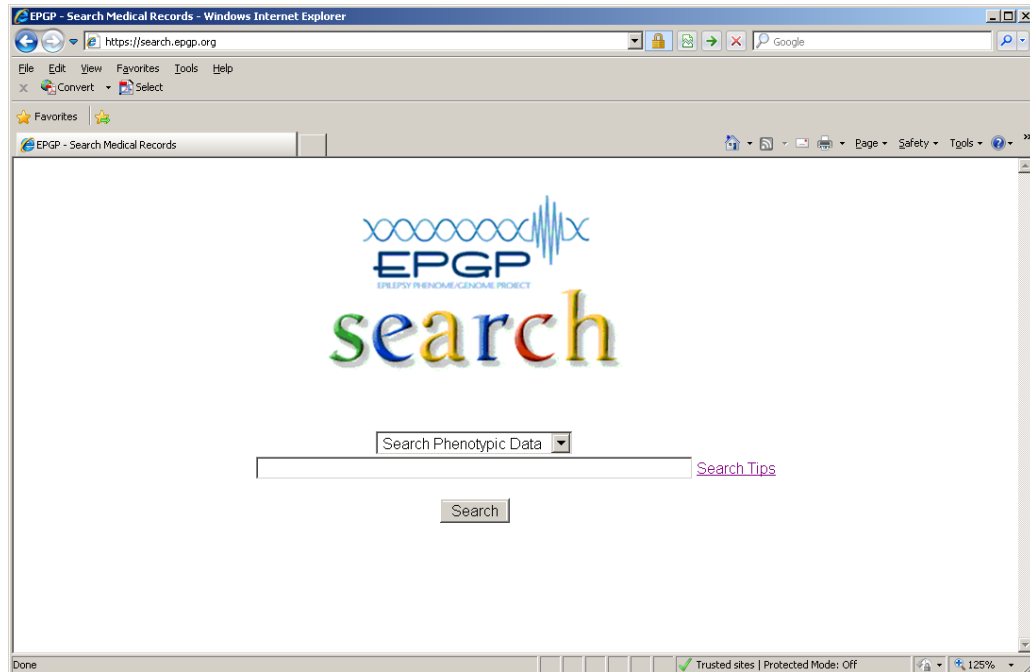 EPGP - Search Medical Records - Windows Internet Explorer
https://search.epgp.org
Google
File Edit View Favorites Tools Help
Convert Select
Favorites
EPGP - Search Medical Records
Page Safety Tools
EPGP
EPILEPSY PHENOME/GENOME PROJECT
search
Search Phenotypic Data
Search Tips
Search
Done
Trusted sites | Protected Mode: Off
125%